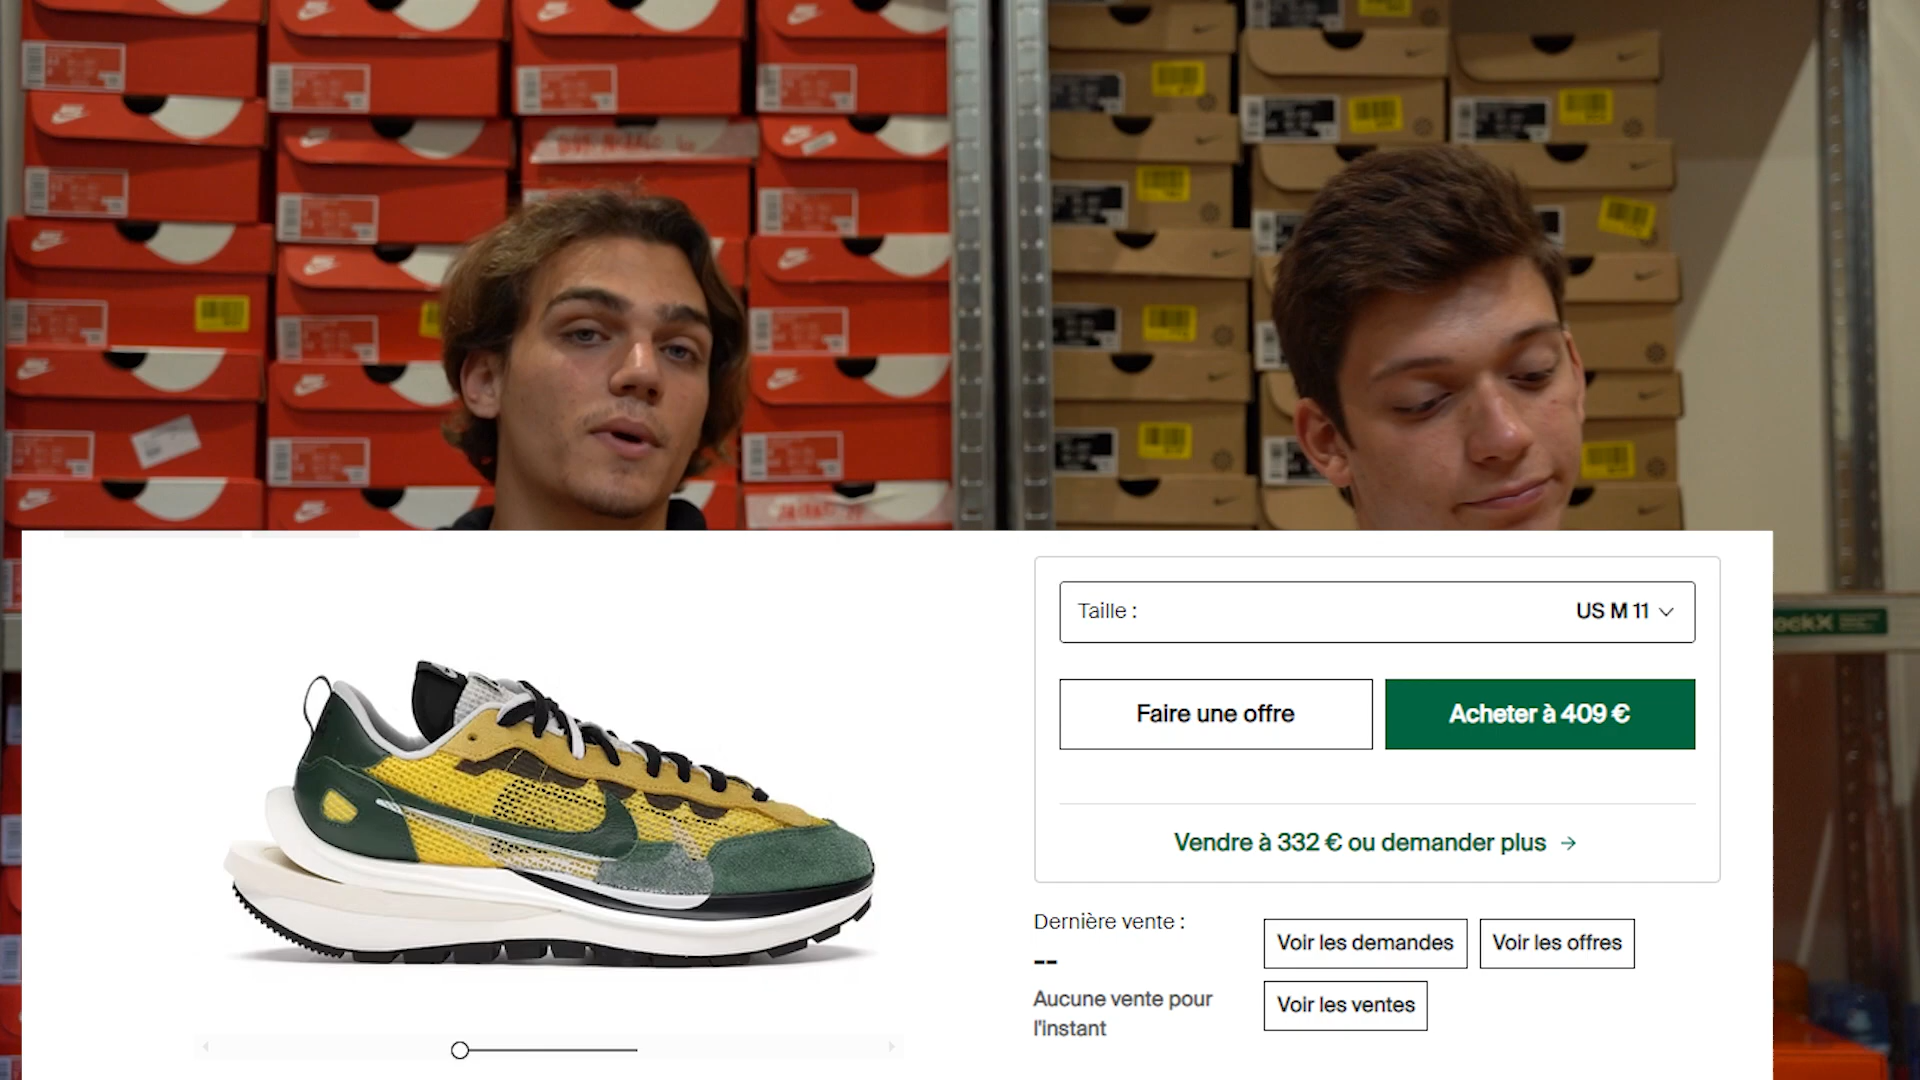 Taille :
US M 11
Faire une offre
Acheter à 409 €
Vendre à 332 € ou demander plus
Dernière vente :
--
Aucune vente pour
l'instant
Voir les demandes
Voir les offres
Voir les ventes